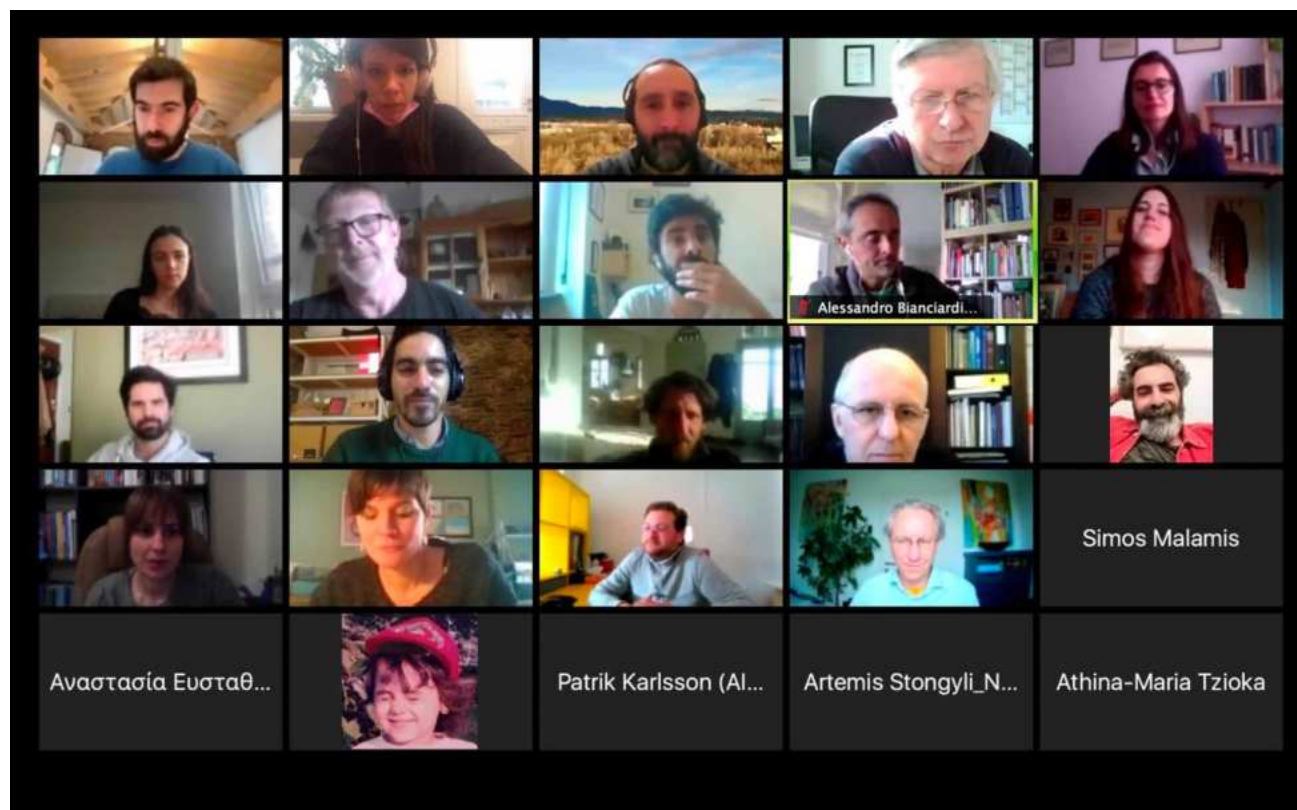 Alessandro Bianciardi...
Simos Malamis
Αναστασία Ευσταθ...
Patrik Karlsson (Al...
Artemis Stongyli_N...
Athina-Maria Tzioka